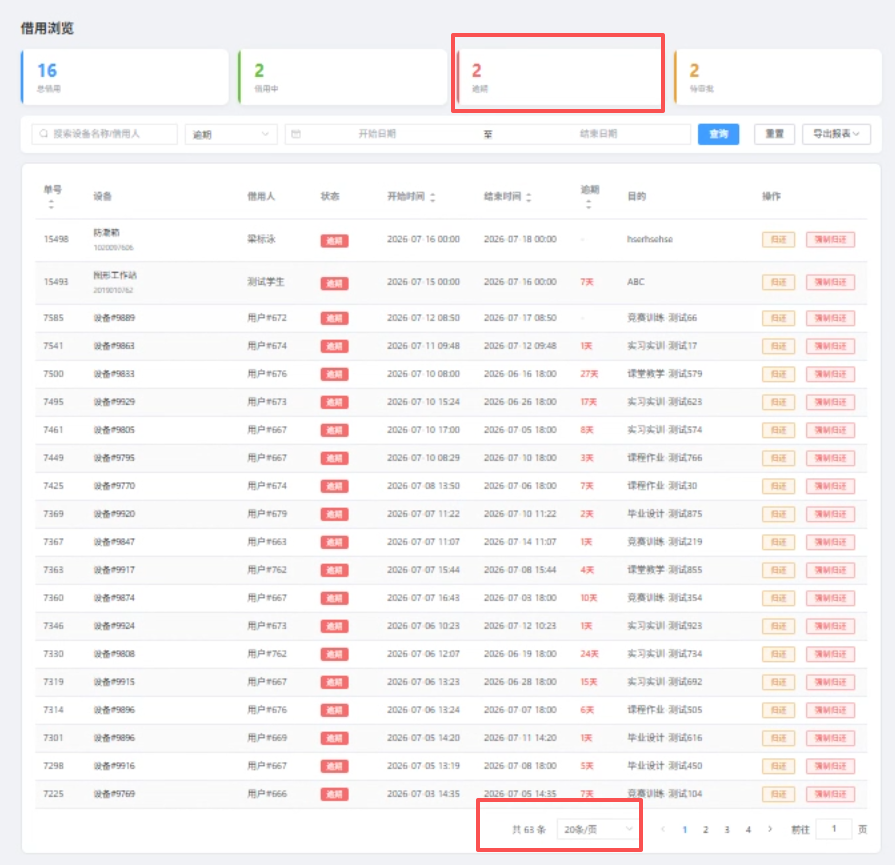 借用浏览
16
总借用
2
借用中
2
逾期
2
待审批
搜索设备名称/借用人 逾期 开始日期 至 结束日期 查询 重置 导出报表
单号 设备 借用人 状态 开始时间 结束时间 逾期 目的 操作
15498 防潮箱 1020097606 梁标泳 逾期 2026-07-16 00:00 2026-07-18 00:00 - hserhsehse 归还 强制归还
15493 图形工作站 2019010762 测试学生 逾期 2026-07-15 00:00 2026-07-16 00:00 7天 ABC 归还 强制归还
7585 设备#9889 用户#672 逾期 2026-07-12 08:50 2026-07-17 08:50 - 竞赛训练-测试66 归还 强制归还
7541 设备#9863 用户#674 逾期 2026-07-11 09:48 2026-07-12 09:48 1天 实习实训-测试17 归还 强制归还
7500 设备#9833 用户#676 逾期 2026-07-10 08:00 2026-06-16 18:00 27天 课堂教学-测试579 归还 强制归还
7495 设备#9929 用户#673 逾期 2026-07-10 15:24 2026-06-26 18:00 17天 实习实训-测试623 归还 强制归还
7461 设备#9805 用户#667 逾期 2026-07-10 17:00 2026-07-05 18:00 8天 实习实训-测试574 归还 强制归还
7449 设备#9795 用户#667 逾期 2026-07-10 08:29 2026-07-10 18:00 3天 课程作业-测试766 归还 强制归还
7425 设备#9770 用户#674 逾期 2026-07-08 13:50 2026-07-06 18:00 7天 课程作业-测试30 归还 强制归还
7369 设备#9920 用户#679 逾期 2026-07-07 11:22 2026-07-10 11:22 2天 毕业设计-测试875 归还 强制归还
7367 设备#9847 用户#663 逾期 2026-07-07 11:07 2026-07-14 11:07 1天 竞赛训练-测试219 归还 强制归还
7363 设备#9917 用户#762 逾期 2026-07-07 15:44 2026-07-08 15:44 4天 课堂教学-测试855 归还 强制归还
7360 设备#9874 用户#667 逾期 2026-07-07 16:43 2026-07-03 18:00 10天 竞赛训练-测试354 归还 强制归还
7346 设备#9924 用户#673 逾期 2026-07-06 10:23 2026-07-12 10:23 1天 实习实训-测试923 归还 强制归还
7330 设备#9808 用户#762 逾期 2026-07-06 12:07 2026-06-19 18:00 24天 实习实训-测试734 归还 强制归还
7319 设备#9915 用户#667 逾期 2026-07-06 13:23 2026-06-28 18:00 15天 实习实训-测试692 归还 强制归还
7314 设备#9896 用户#676 逾期 2026-07-06 13:24 2026-07-07 18:00 6天 课程作业-测试505 归还 强制归还
7301 设备#9896 用户#669 逾期 2026-07-05 14:20 2026-07-11 14:20 1天 毕业设计-测试616 归还 强制归还
7298 设备#9916 用户#667 逾期 2026-07-05 13:19 2026-07-08 18:00 5天 毕业设计-测试450 归还 强制归还
7225 设备#9769 用户#666 逾期 2026-07-03 14:35 2026-07-05 14:35 7天 竞赛训练-测试104 归还 强制归还
共 63 条 20条/页 1 2 3 4 前往 1 页